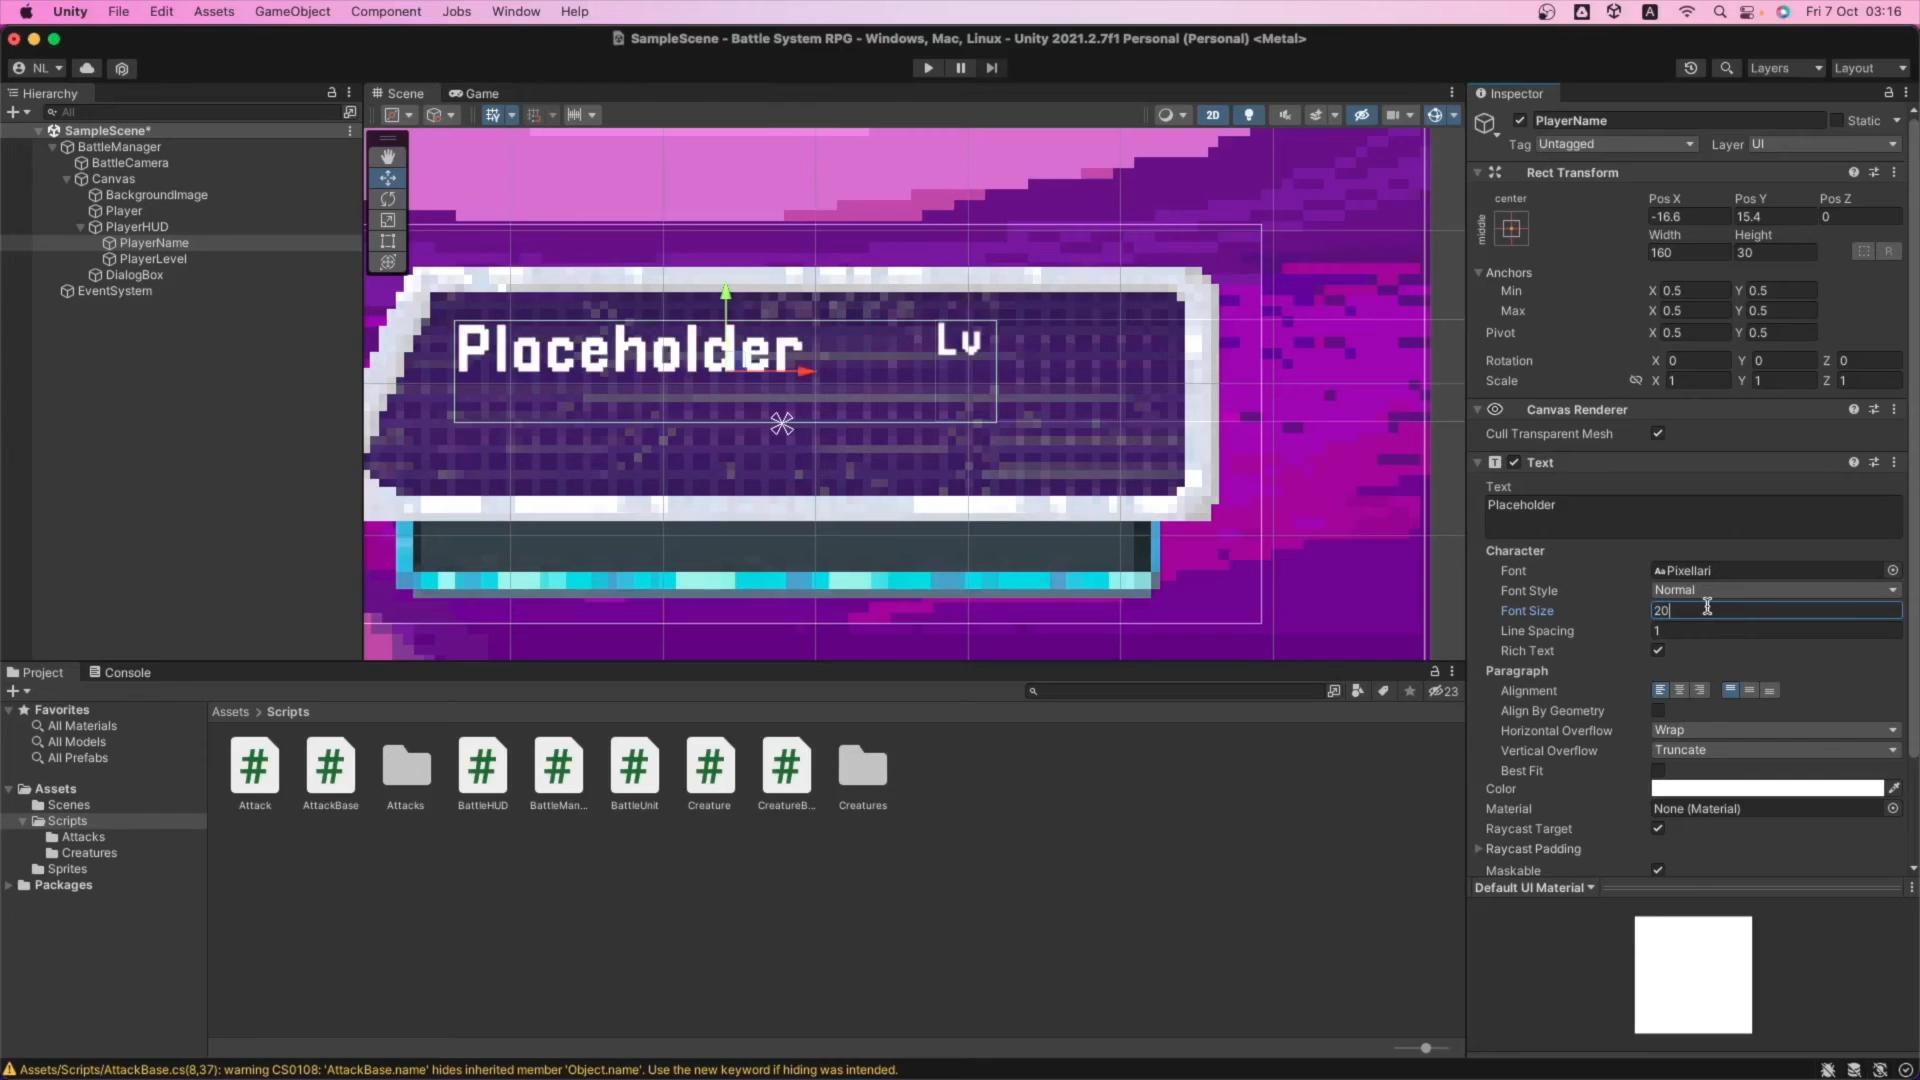 Unity File Edit Assets GameObject Component Jobs Window Help
A Fri 7 Oct 03:16
SampleScene - Battle System RPG - Windows, Mac, Linux - Unity 2021.2.7f1 Personal (Personal) <Metal>
NL
Layers Layout
Hierarchy
All
SampleScene*
BattleManager
BattleCamera
Canvas
BackgroundImage
Player
PlayerHUD
PlayerName
PlayerLevel
DialogBox
EventSystem
Scene Game
2D
Placeholder Lv
Inspector
PlayerName Static
Tag Untagged Layer UI
Rect Transform
center
middle
Pos X Pos Y Pos Z
-16.6 15.4 0
Width Height
160 30
R
Anchors
Min X 0.5 Y 0.5
Max X 0.5 Y 0.5
Pivot X 0.5 Y 0.5
Rotation X 0 Y 0 Z 0
Scale X 1 Y 1 Z 1
Canvas Renderer
Cull Transparent Mesh
Text
Text
Placeholder
Character
Font Aa Pixellari
Font Style Normal
Font Size 20
Line Spacing 1
Rich Text
Paragraph
Alignment
Align By Geometry
Horizontal Overflow Wrap
Vertical Overflow Truncate
Best Fit
Color
Material None (Material)
Raycast Target
Raycast Padding
Maskable
Default UI Material
Project Console
23
Favorites
All Materials
All Models
All Prefabs
Assets
Scenes
Scripts
Attacks
Creatures
Sprites
Packages
Assets > Scripts
Attack AttackBase Attacks BattleHUD BattleMan... BattleUnit Creature CreatureB... Creatures
Assets/Scripts/AttackBase.cs(8,37): warning CS0108: 'AttackBase.name' hides inherited member 'Object.name'. Use the new keyword if hiding was intended.